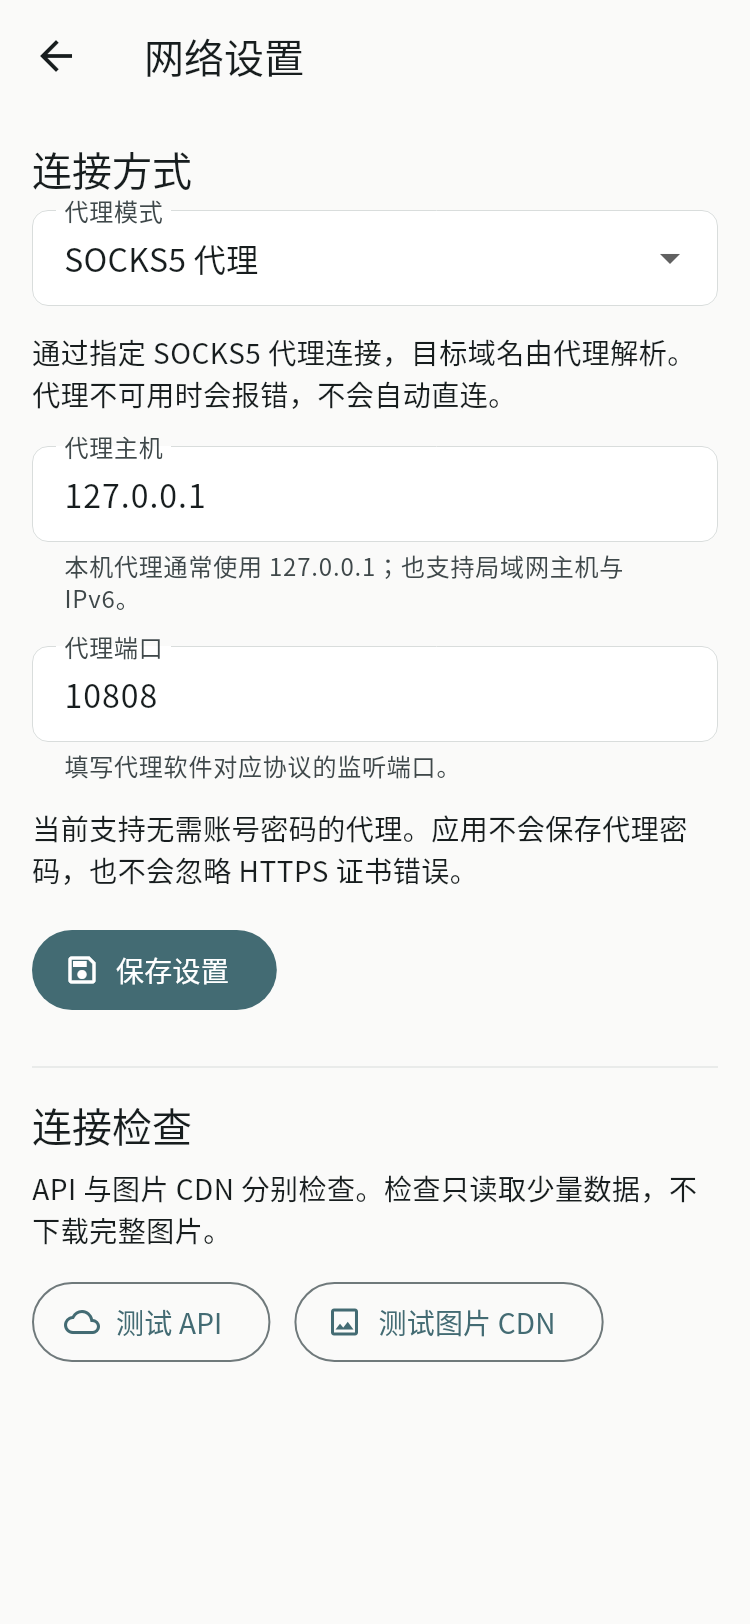 网络设置
连接方式
代理模式
SOCKS5 代理
通过指定 SOCKS5 代理连接，目标域名由代理解析。
代理不可用时会报错，不会自动直连。
代理主机
127.0.0.1
本机代理通常使用 127.0.0.1；也支持局域网主机与
IPv6。
代理端口
10808
填写代理软件对应协议的监听端口。
当前支持无需账号密码的代理。应用不会保存代理密
码，也不会忽略 HTTPS 证书错误。
保存设置
连接检查
API 与图片 CDN 分别检查。检查只读取少量数据，不
下载完整图片。
测试 API
测试图片 CDN